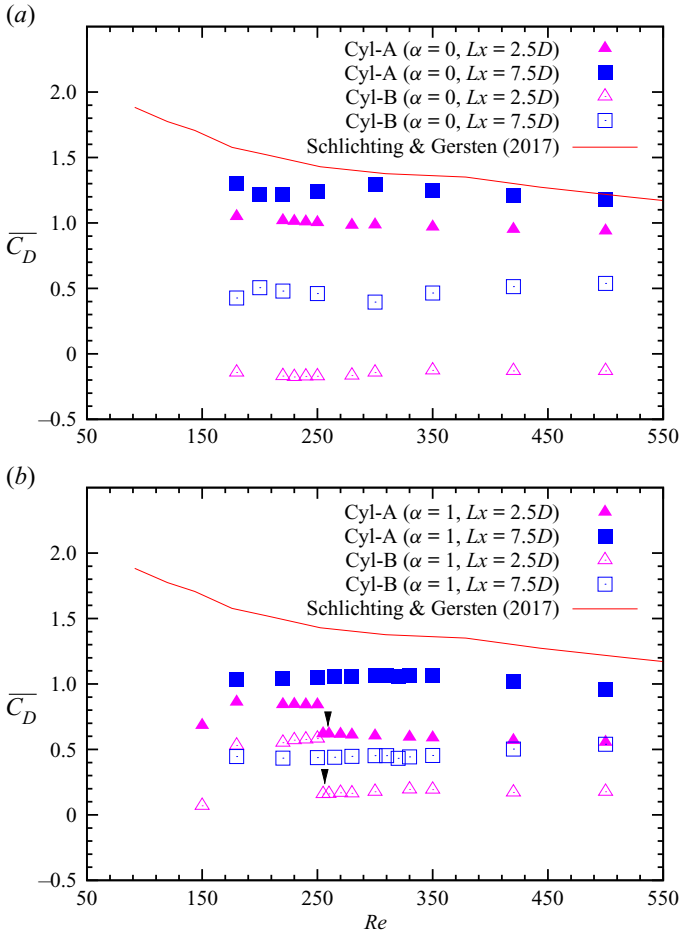 (a)
Cyl-A (α = 0, Lx = 2.5D)
Cyl-A (α = 0, Lx = 7.5D)
Cyl-B (α = 0, Lx = 2.5D)
Cyl-B (α = 0, Lx = 7.5D)
Schlichting & Gersten (2017)
2.0
1.5
1.0
C_D
0.5
0
–0.5
50 150 250 350 450 550
(b)
Cyl-A (α = 1, Lx = 2.5D)
Cyl-A (α = 1, Lx = 7.5D)
Cyl-B (α = 1, Lx = 2.5D)
Cyl-B (α = 1, Lx = 7.5D)
Schlichting & Gersten (2017)
2.0
1.5
1.0
C_D
0.5
0
–0.5
50 150 250 350 450 550
Re